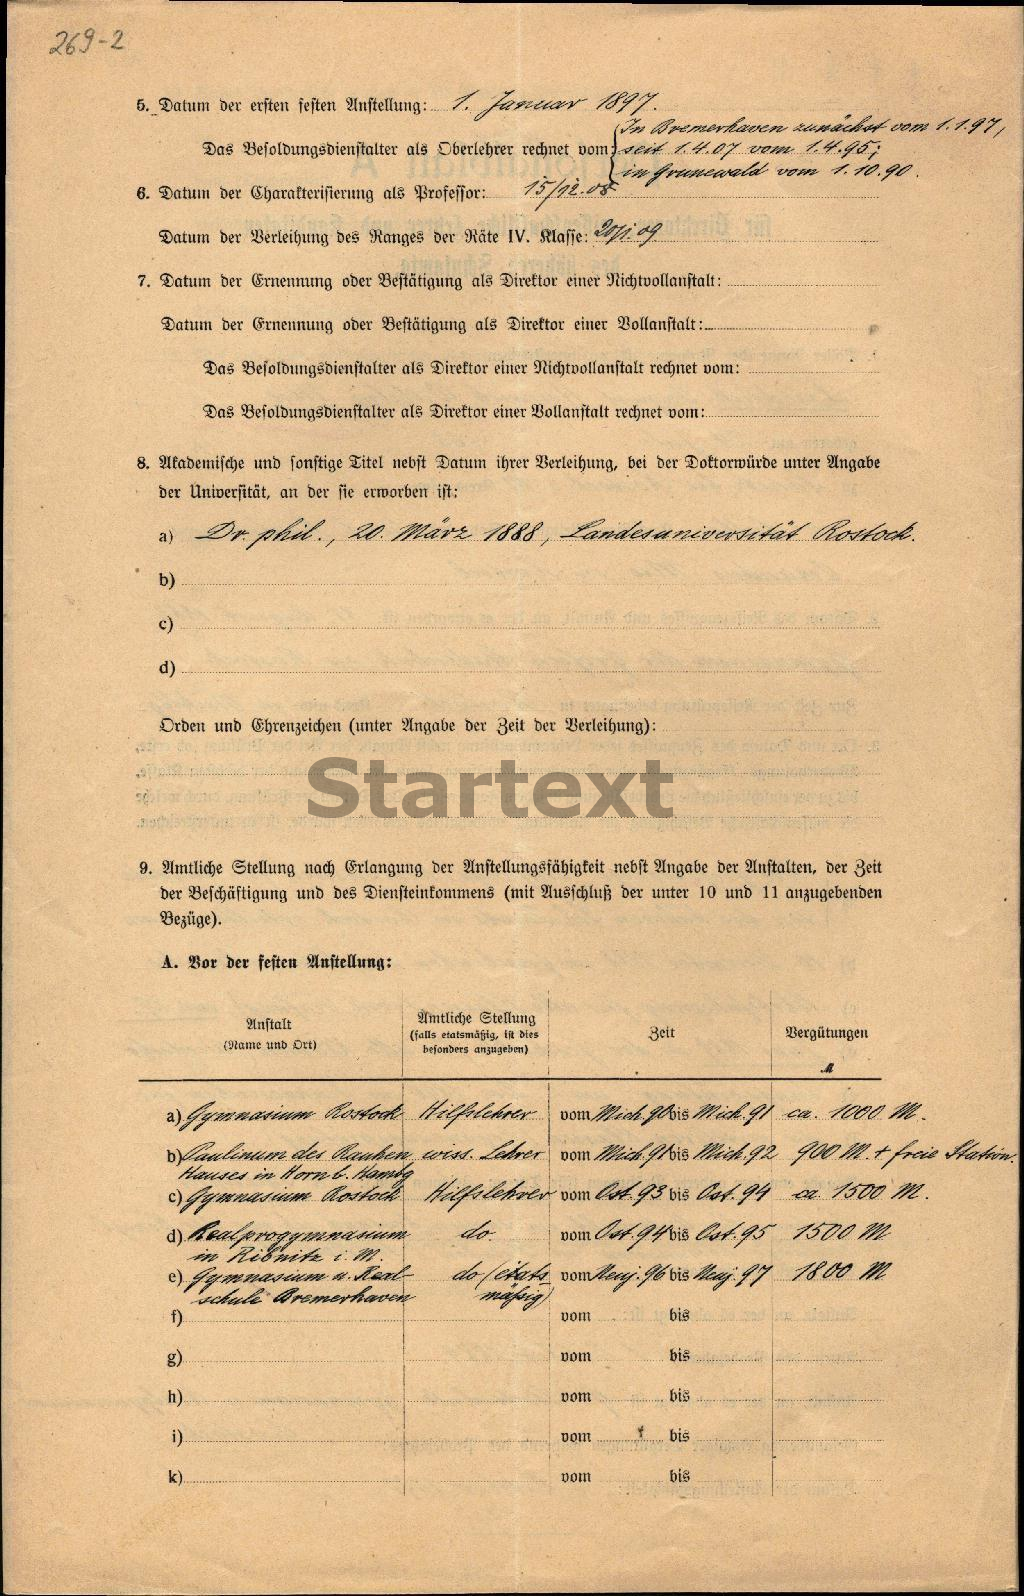 269-2
5. Datum der ersten festen Anstellung: 1. Januar 1897.
Das Besoldungsdienstalter als Oberlehrer rechnet vom: In Bremerhaven zunächst vom 1.1.97, seit 1.4.07 vom 1.4.95; in Grunewald vom 1.10.90.
6. Datum der Charakterisierung als Professor: 15/12.08
Datum der Verleihung des Ranges der Räte IV. Klasse: 20/1.09
7. Datum der Ernennung oder Bestätigung als Direktor einer Nichtvollanstalt:
Datum der Ernennung oder Bestätigung als Direktor einer Vollanstalt:
Das Besoldungsdienstalter als Direktor einer Nichtvollanstalt rechnet vom:
Das Besoldungsdienstalter als Direktor einer Vollanstalt rechnet vom:
8. Akademische und sonstige Titel nebst Datum ihrer Verleihung, bei der Doktorwürde unter Angabe
der Universität, an der sie erworben ist:
a) Dr. phil., 20. März 1888, Landesuniversität Rostock.
b)
c)
d)
Orden und Ehrenzeichen (unter Angabe der Zeit der Verleihung):
Startext
9. Amtliche Stellung nach Erlangung der Anstellungsfähigkeit nebst Angabe der Anstalten, der Zeit
der Beschäftigung und des Diensteinkommens (mit Ausschluß der unter 10 und 11 anzugebenden
Bezüge).
A. Vor der festen Anstellung:
Anstalt
(Name und Ort)
Amtliche Stellung
(falls etatsmäßig, ist dies
besonders anzugeben)
Zeit
Vergütungen
M
a) Gymnasium Rostock Hilfslehrer vom Mich. 90 bis Mich. 91 ca. 1000 M.
b) Paulinum des Rauhen wiss. Lehrer vom Mich. 91 bis Mich. 92 900 M. + freie Station.
Hauses in Horn b. Hambg
c) Gymnasium Rostock Hilfslehrer vom Ost. 93 bis Ost. 94 ca 1500 M.
d) Realprogymnasium do. vom Ost. 94 bis Ost. 95 1500 M
in Ribnitz i. M.
e) Gymnasium u. Real- do (etats- vom Neuj. 96 bis Neuj. 97 1800 M
schule Bremerhaven mäßig)
f) vom bis
g) vom bis
h) vom bis
i) vom bis
k) vom bis